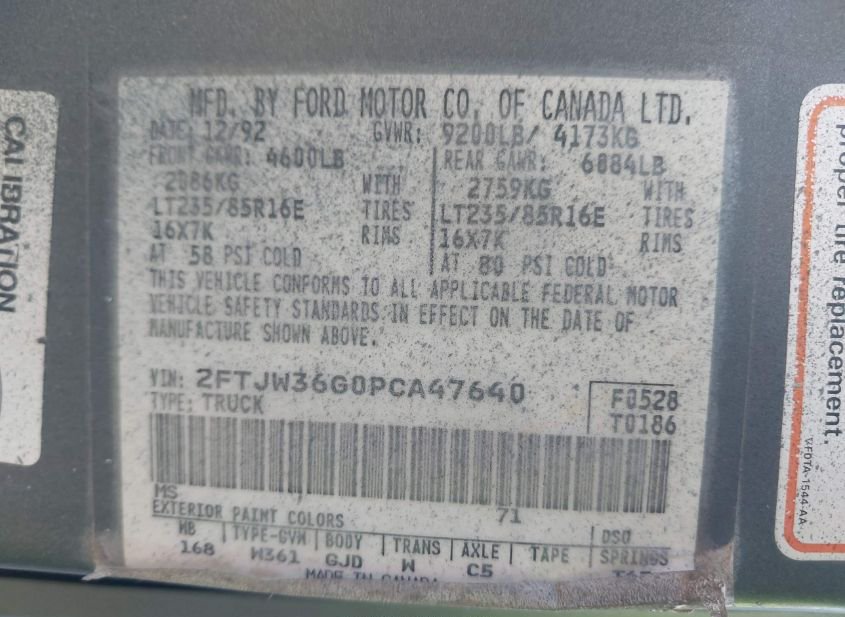 MFD. BY FORD MOTOR CO. OF CANADA LTD.
DATE: 12/92 GVWR: 9200LB/ 4173KG
FRONT GAWR: 4600LB REAR GAWR: 6084LB
2086KG WITH 2759KG WITH
LT235/85R16E TIRES LT235/85R16E TIRES
16X7K RIMS 16X7K RIMS
AT 58 PSI COLD AT 80 PSI COLD
THIS VEHICLE CONFORMS TO ALL APPLICABLE FEDERAL MOTOR
VEHICLE SAFETY STANDARDS IN EFFECT ON THE DATE OF
MANUFACTURE SHOWN ABOVE.
VIN: 2FTJW36G0PCA47640 F0528
TYPE: TRUCK T0186
MS 71
EXTERIOR PAINT COLORS DSO
WB TYPE-GVW BODY TRANS AXLE TAPE SPRINGS
168 W361 GJD W C5
MADE IN CANADA
CALIBRATION
proper tire replacement.
VFOTA-1544-AA